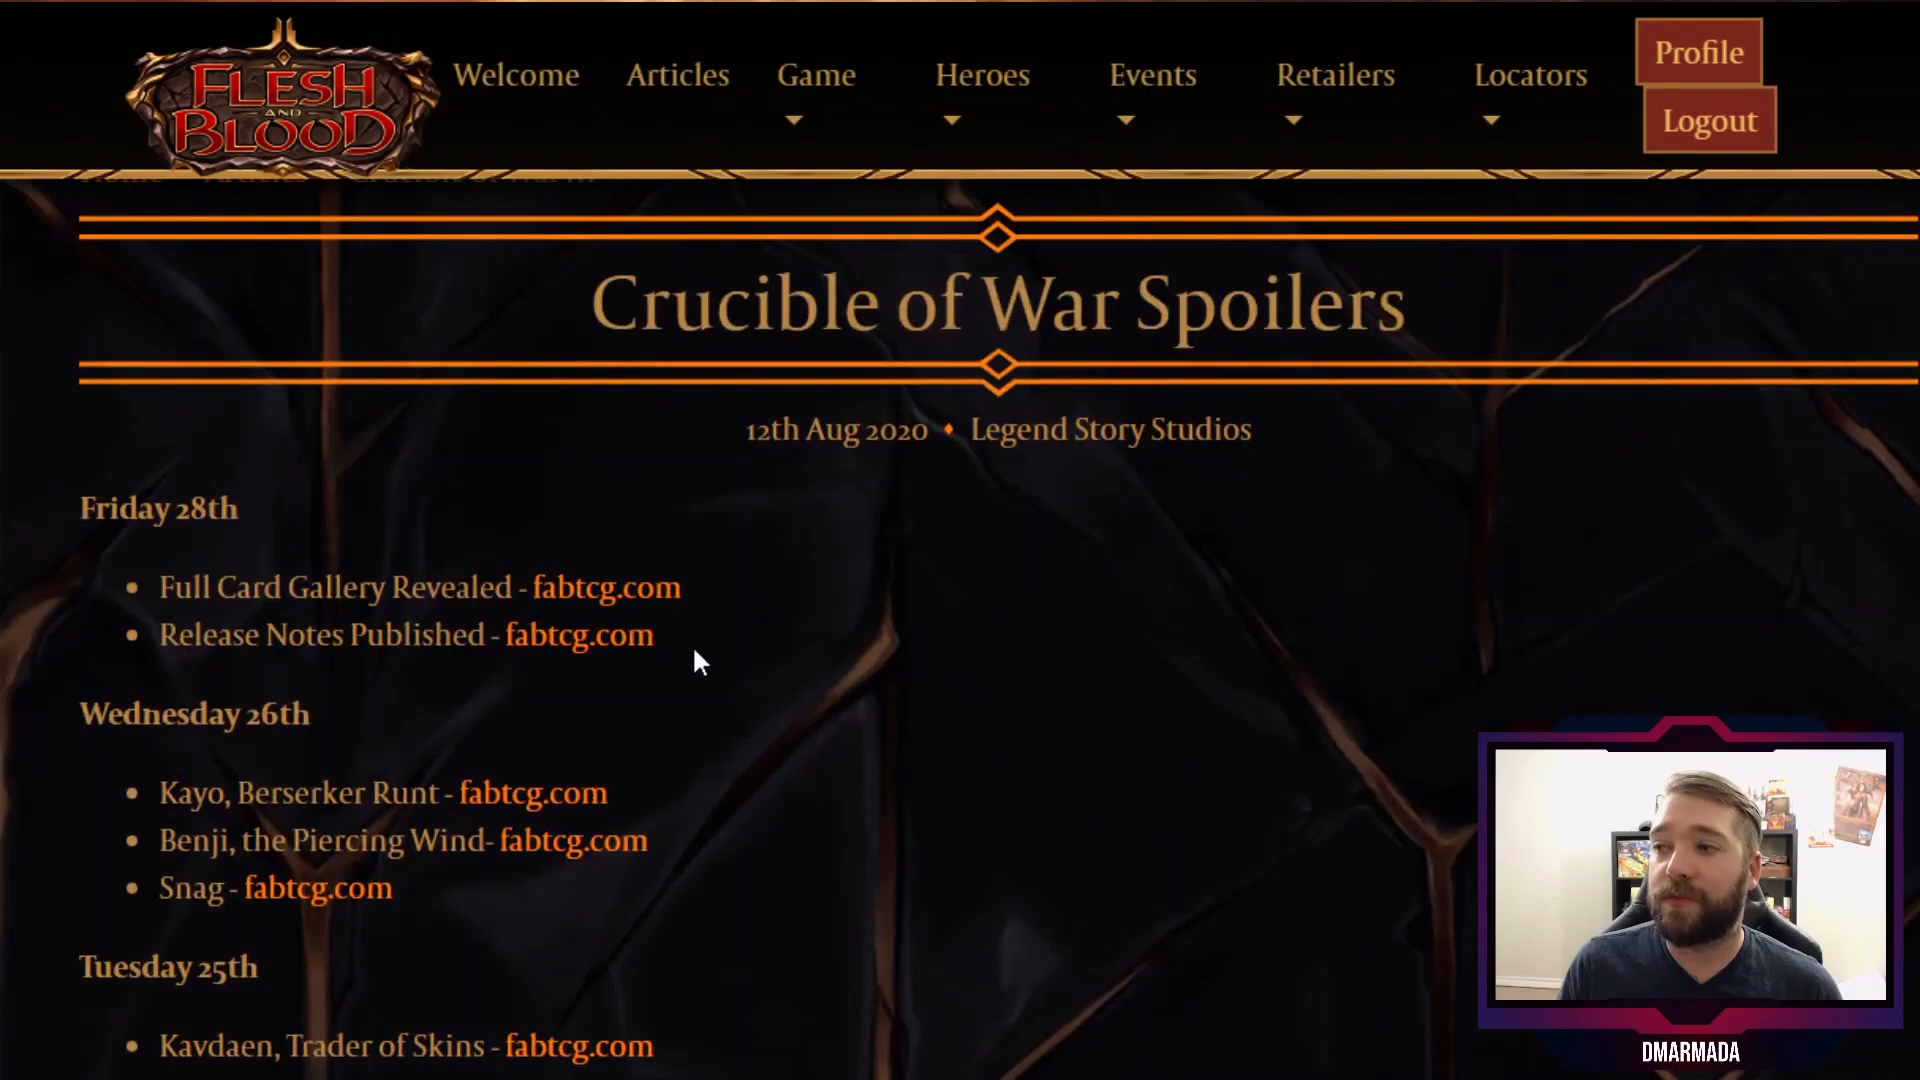 FLESH
AND
BLOOD
Welcome
Articles
Game
Heroes
Events
Retailers
Locators
Profile
Logout
Crucible of War Spoilers
12th Aug 2020 ♦ Legend Story Studios
Friday 28th
• Full Card Gallery Revealed - fabtcg.com
• Release Notes Published - fabtcg.com
Wednesday 26th
• Kayo, Berserker Runt - fabtcg.com
• Benji, the Piercing Wind- fabtcg.com
• Snag - fabtcg.com
Tuesday 25th
• Kavdaen, Trader of Skins - fabtcg.com
DMARMADA